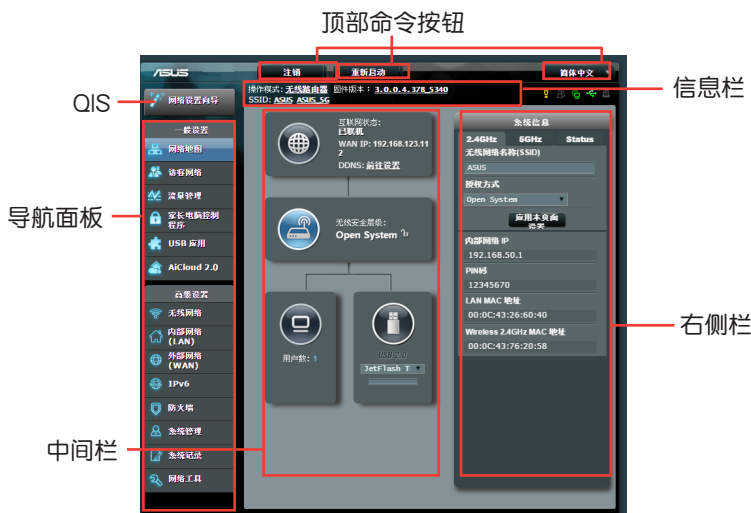 顶部命令按钮
ASUS
注销
重新启动
简体中文
信息栏
操作模式: 无线路由器 固件版本: 3.0.0.4.378_5340
SSID: ASUS ASUS_5G
QIS
网络设置向导
导航面板
一般设置
网络地图
访客网络
流量管理
家长电脑控制
程序
USB 应用
AiCloud 2.0
高级设置
无线网络
内部网络
(LAN)
外部网络
(WAN)
IPv6
防火墙
系统管理
系统记录
网络工具
中间栏
互联网状态:
已联机
WAN IP: 192.168.123.11
2
DDNS: 前往设置
无线安全层级:
Open System
用户数: 1
USB 2.0
JetFlash T
右侧栏
系统信息
2.4GHz 5GHz Status
无线网络名称(SSID)
ASUS
授权方式
Open System
应用本页面
设置
内部网络 IP
192.168.50.1
PIN码
12345670
LAN MAC 地址
00:0C:43:26:60:40
Wireless 2.4GHz MAC 地址
00:0C:43:76:20:58